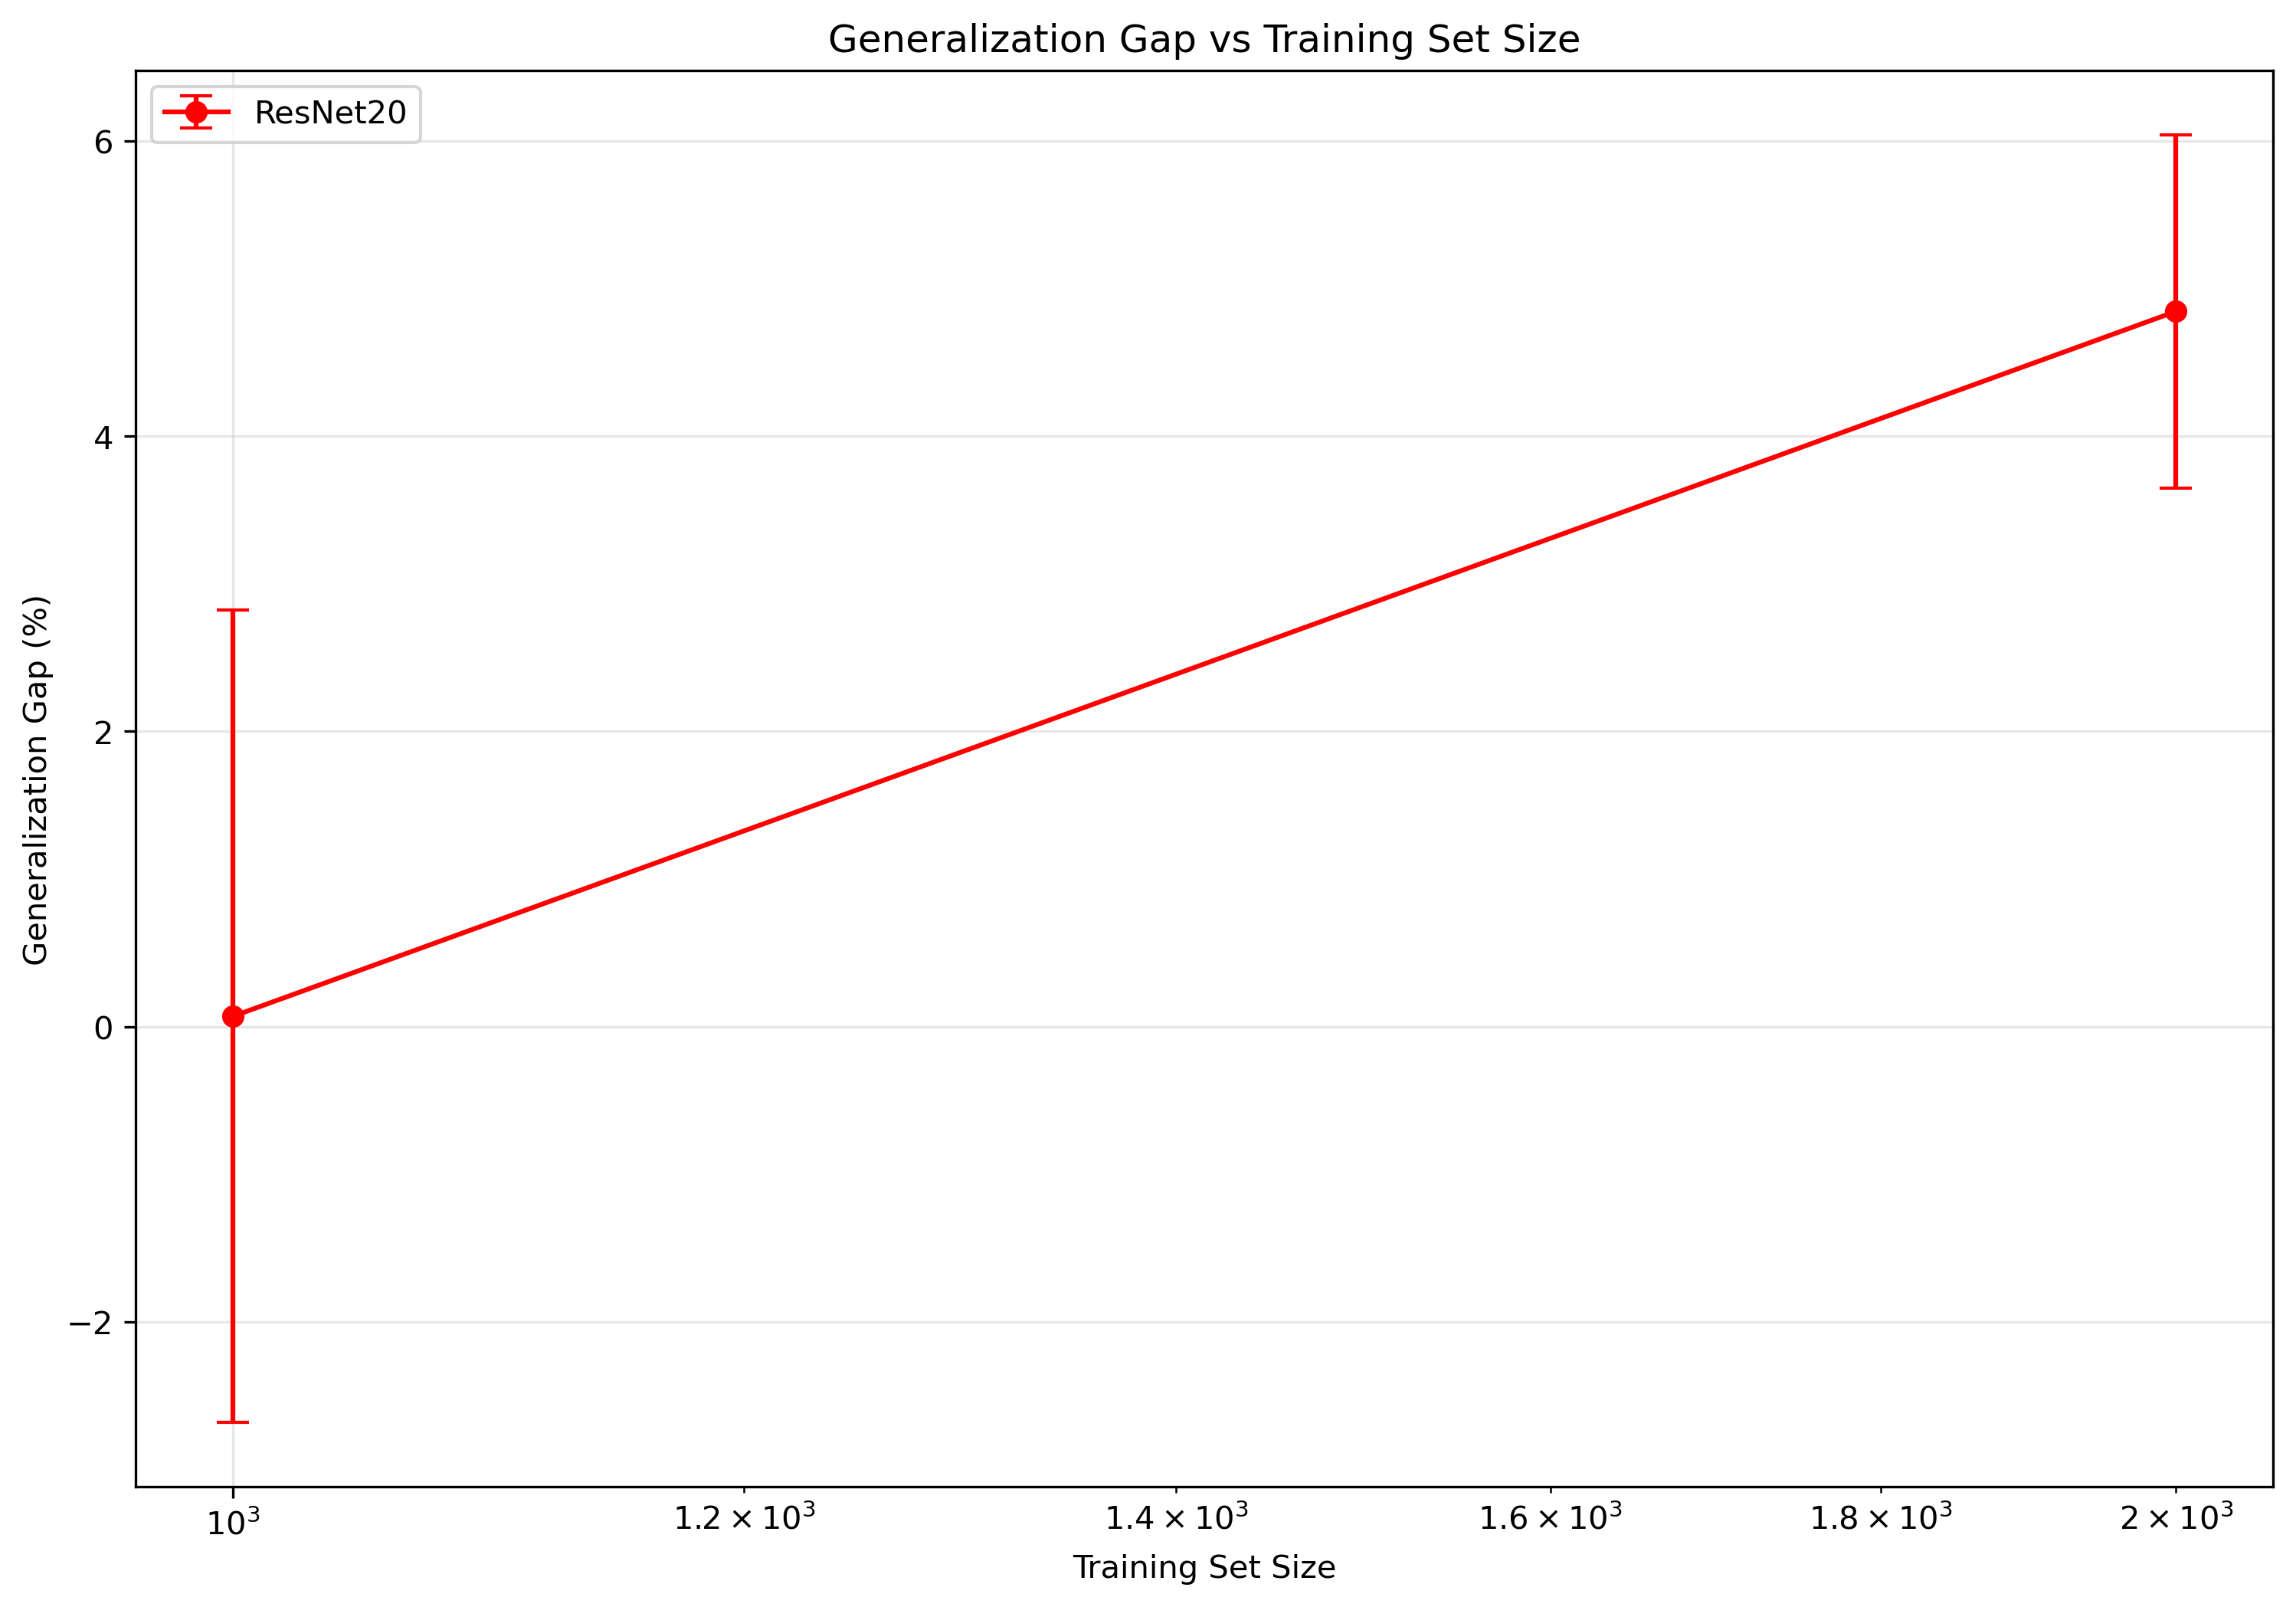 Generalization Gap vs Training Set Size
ResNet20
Generalization Gap (%)
6
4
2
0
−2
10³
1.2 × 10³
1.4 × 10³
1.6 × 10³
1.8 × 10³
2 × 10³
Training Set Size